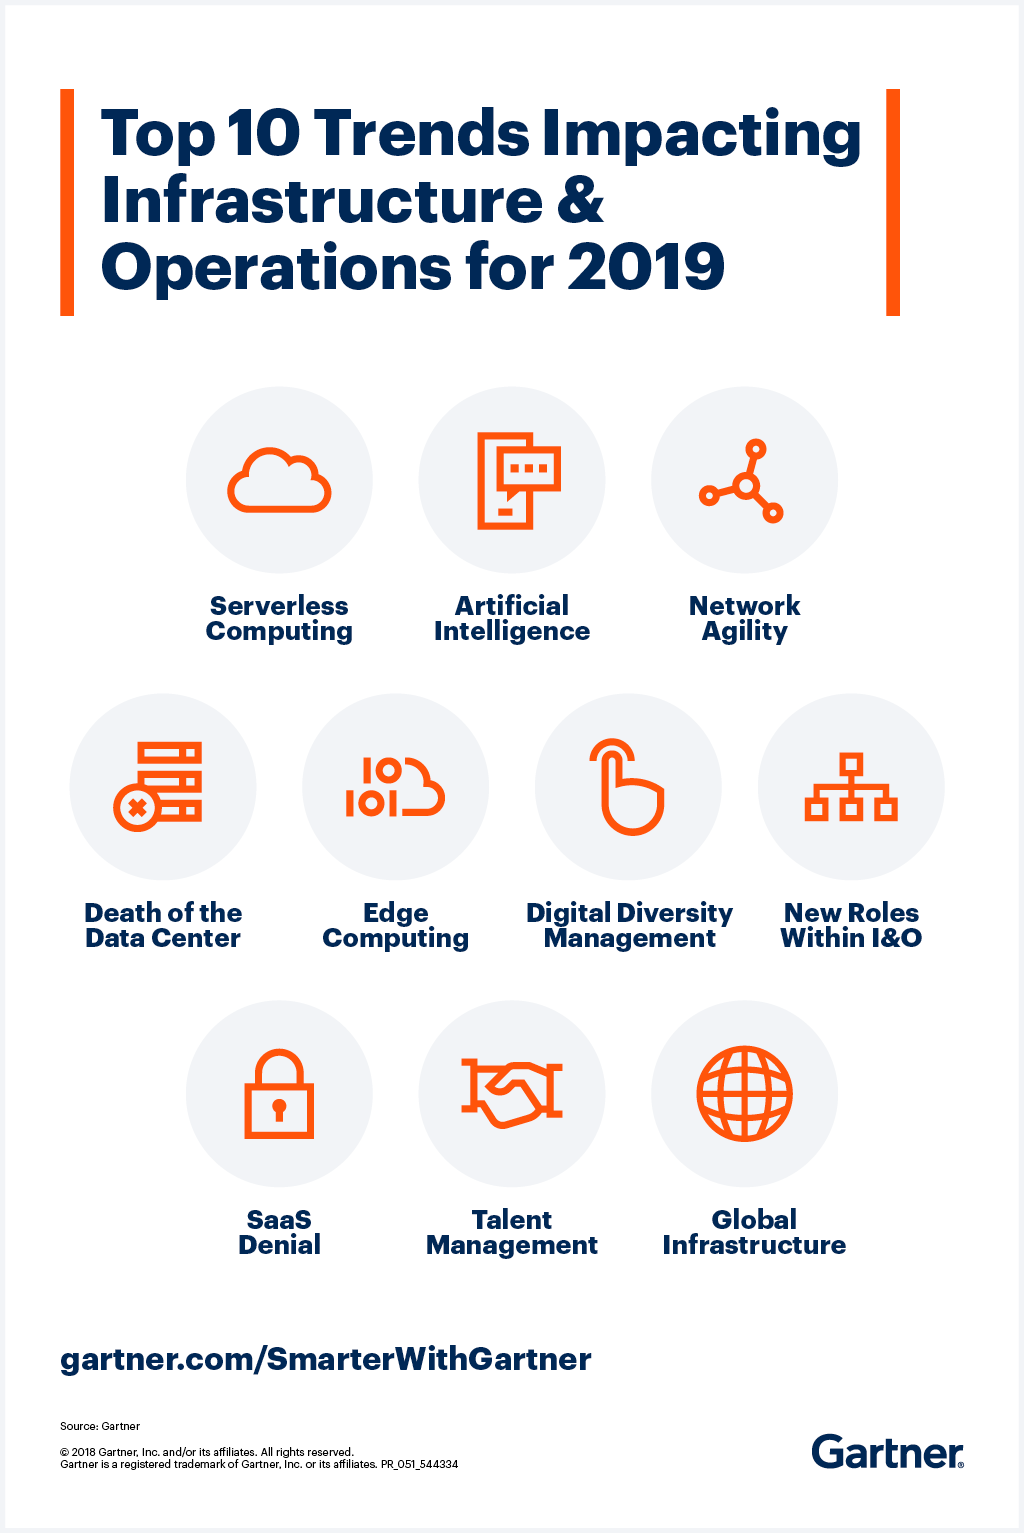 Top 10 Trends Impacting
Infrastructure &
Operations for 2019
Serverless
Computing
Artificial
Intelligence
Network
Agility
Death of the
Data Center
Edge
Computing
Digital Diversity
Management
New Roles
Within I&O
SaaS
Denial
Talent
Management
Global
Infrastructure
gartner.com/SmarterWithGartner
Source: Gartner
© 2018 Gartner, Inc. and/or its affiliates. All rights reserved.
Gartner is a registered trademark of Gartner, Inc. or its affiliates. PR_051_544334
Gartner®